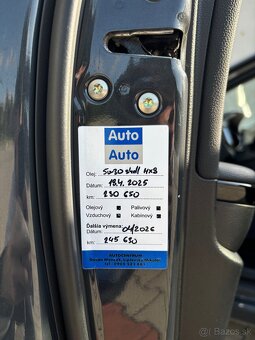 Auto
Auto
Olej: 5w30 shell HX8
Dátum: 18.4.2025
km: 230 650
Olejový Palivový
Vzduchový Kabínový
Ďalšia výmena: 04/2026
Dátum:
km: 245 650
AUTOCENTRUM
bazos.sk